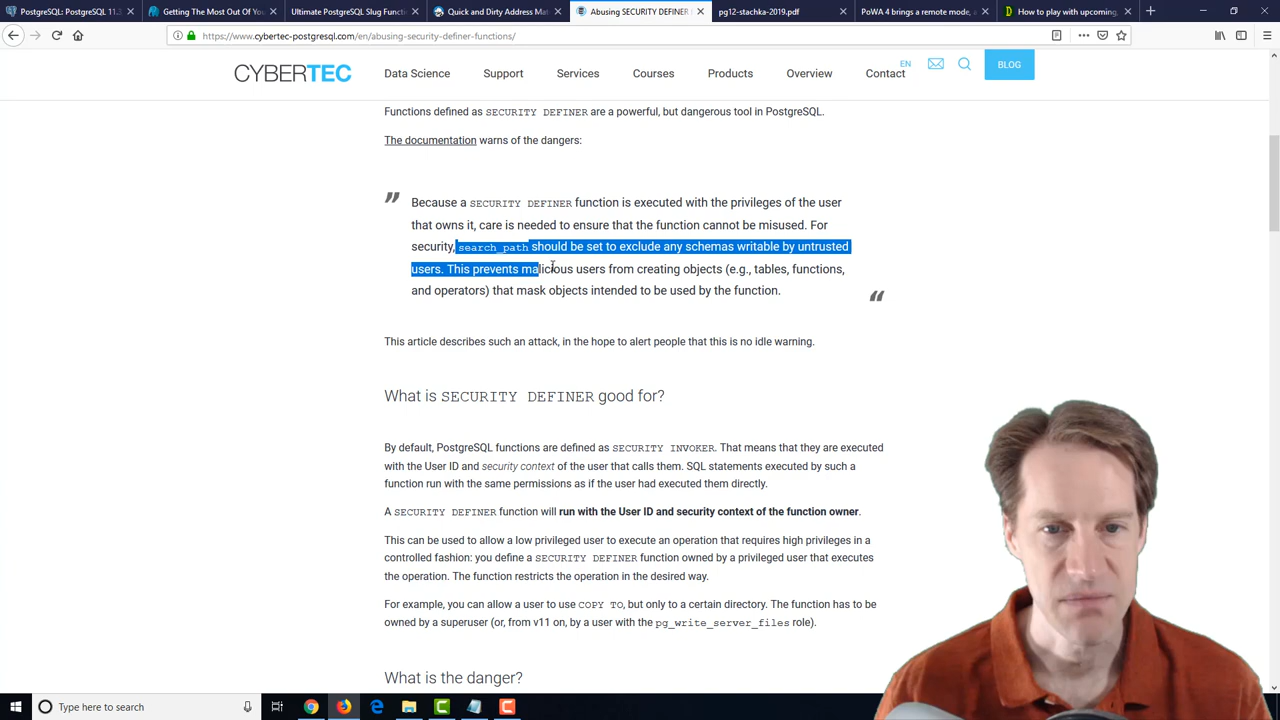 PostgreSQL: PostgreSQL 11.3,
Getting The Most Out Of You
Ultimate PostgreSQL Slug Functi
Quick and Dirty Address Mat
Abusing SECURITY DEFINER
pg12-stachka-2019.pdf
PoWA 4 brings a remote mode,
How to play with upcoming,
https://www.cybertec-postgresql.com/en/abusing-security-definer-functions/
CYBERTEC
Data Science
Support
Services
Courses
Products
Overview
Contact
EN
BLOG
Functions defined as SECURITY DEFINER are a powerful, but dangerous tool in PostgreSQL.
The documentation warns of the dangers:
Because a SECURITY DEFINER function is executed with the privileges of the user
that owns it, care is needed to ensure that the function cannot be misused. For
security, search_path should be set to exclude any schemas writable by untrusted
users. This prevents malicious users from creating objects (e.g., tables, functions,
and operators) that mask objects intended to be used by the function.
This article describes such an attack, in the hope to alert people that this is no idle warning.
What is SECURITY DEFINER good for?
By default, PostgreSQL functions are defined as SECURITY INVOKER. That means that they are executed
with the User ID and security context of the user that calls them. SQL statements executed by such a
function run with the same permissions as if the user had executed them directly.
A SECURITY DEFINER function will run with the User ID and security context of the function owner.
This can be used to allow a low privileged user to execute an operation that requires high privileges in a
controlled fashion: you define a SECURITY DEFINER function owned by a privileged user that executes
the operation. The function restricts the operation in the desired way.
For example, you can allow a user to use COPY TO, but only to a certain directory. The function has to be
owned by a superuser (or, from v11 on, by a user with the pg_write_server_files role).
What is the danger?
Type here to search